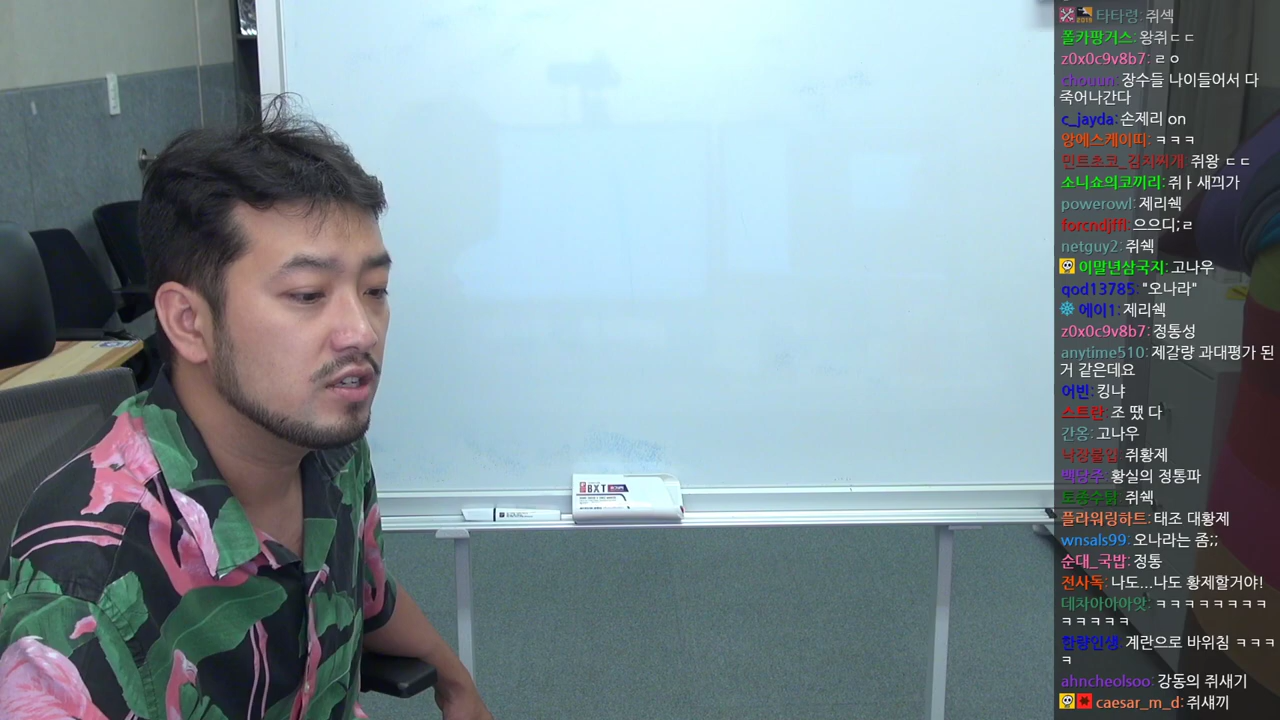 타타령: 쥐섹
폴카팡거스: 왕쥐ㄷㄷ
z0x0c9v8b7: ㄹㅇ
chouun: 장수들 나이들어서 다
죽어나간다
c_jayda: 손제리 on
앙에스케이띠: ㅋㅋㅋ
민트초코_김치찌개: 쥐왕 ㄷㄷ
소니쇼의코끼리: 쥐ㅏ새끠가
powerowl: 제리쉑
forcndjffl: 으으디;ㄹ
netguy2: 쥐쉑
이말년삼국지: 고나우
qod13785: "오나라"
에이1: 제리쉑
z0x0c9v8b7: 정통성
anytime510: 제갈량 과대평가 된
거 같은데요
어빈: 킹냐
스트란: 조 땠 다
간옹: 고나우
낙장불입: 쥐황제
백당주: 황실의 정통파
쥐쉑
플라워링하트: 태조 대황제
wnsals99: 오나라는 좀;;
순대_국밥: 정통
전사독: 나도...나도 황제할거야!
데차아아아앗: ㅋㅋㅋㅋㅋㅋㅋㅋ
ㅋㅋㅋㅋㅋ
한량인생: 계란으로 바위침 ㅋㅋㅋ
ㅋ
ahncheolsoo: 강동의 쥐새기
caesar_m_d: 쥐새끼
BXT